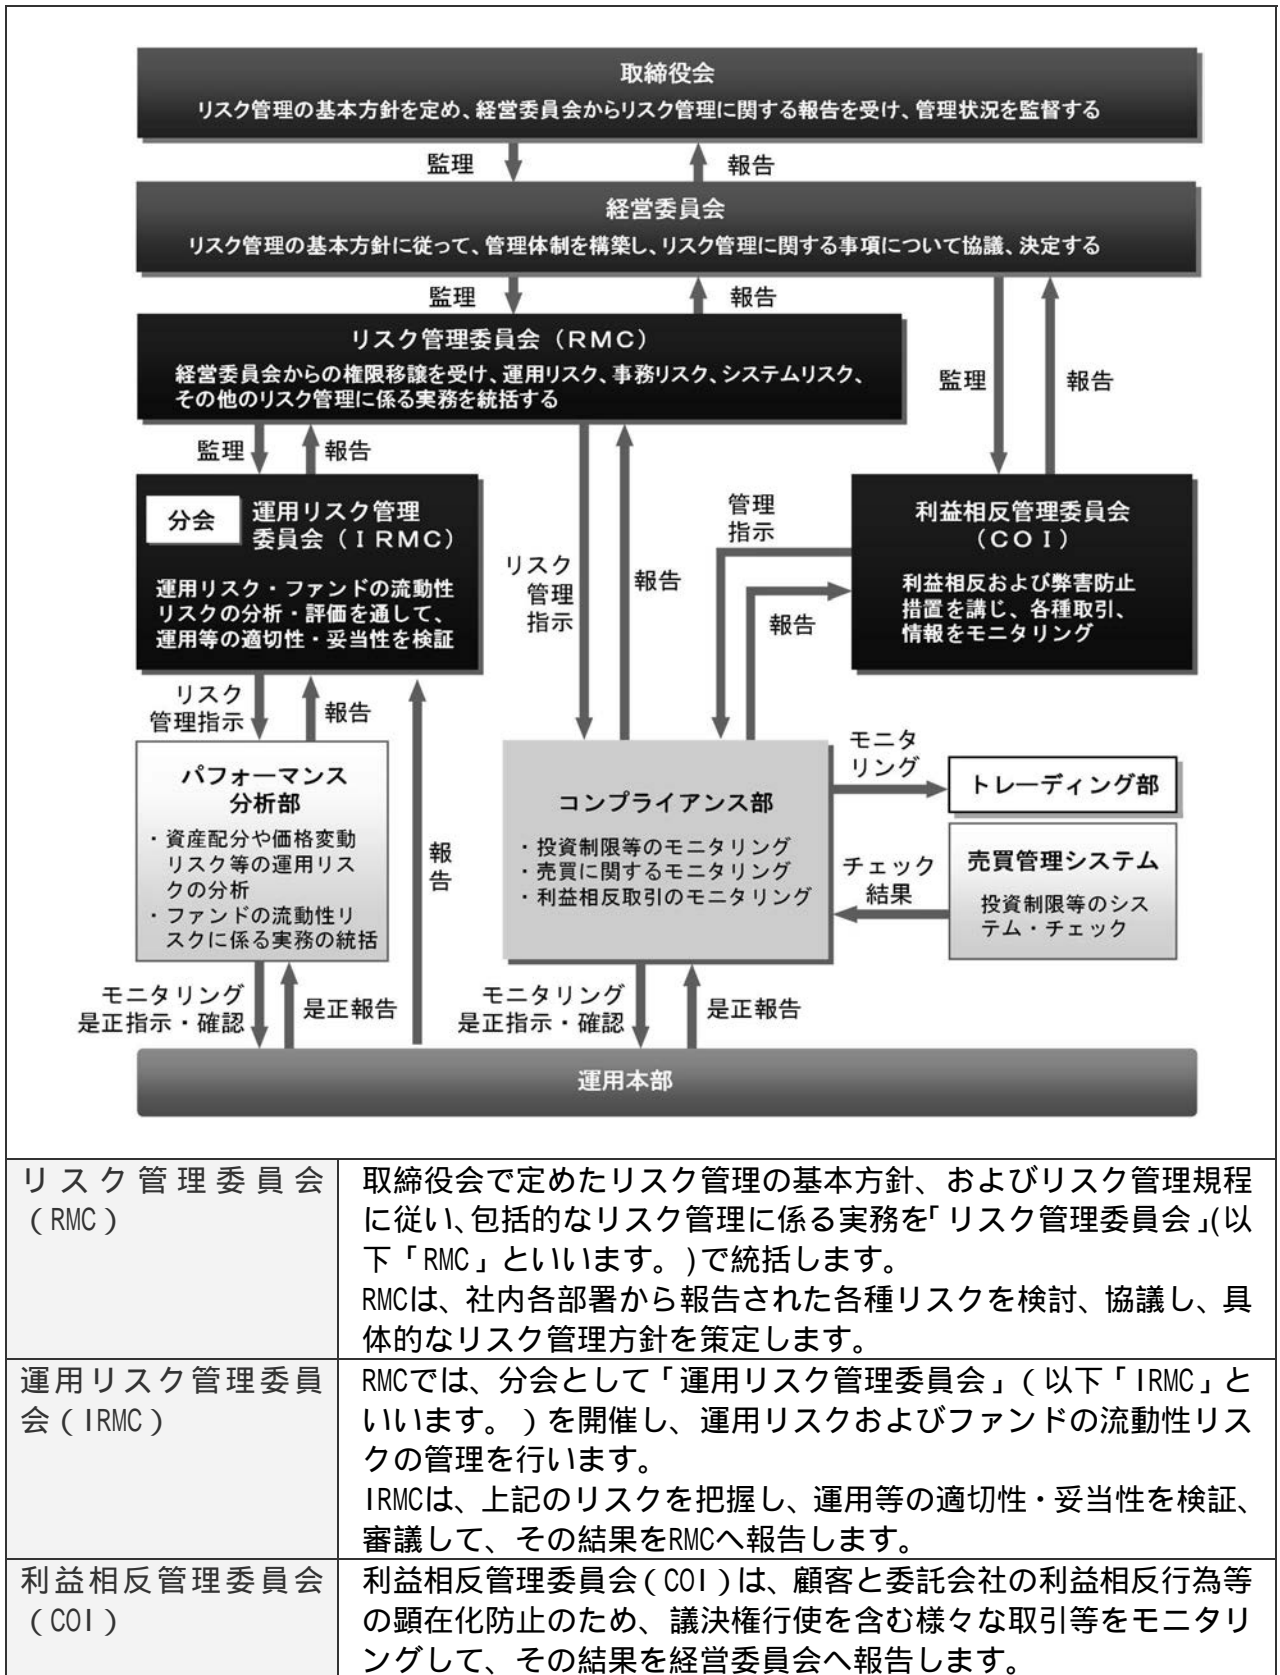 取締役会
リスク管理の基本方針を定め、経営委員会からリスク管理に関する報告を受け、管理状況を監督する
監理
報告
経営委員会
リスク管理の基本方針に従って、管理体制を構築し、リスク管理に関する事項について協議、決定する
監理
報告
リスク管理委員会（RMC）
経営委員会からの権限移譲を受け、運用リスク、事務リスク、システムリスク、
その他のリスク管理に係る実務を統括する
監理
報告
監理
報告
分会
運用リスク管理
委員会（IRMC）
運用リスク・ファンドの流動性
リスクの分析・評価を通して、
運用等の適切性・妥当性を検証
リスク
管理
指示
報告
管理
指示
報告
利益相反管理委員会
（COI）
利益相反および弊害防止
措置を講じ、各種取引、
情報をモニタリング
リスク
管理指示
報告
報
告
パフォーマンス
分析部
・資産配分や価格変動
リスク等の運用リス
クの分析
・ファンドの流動性リ
スクに係る実務の統括
コンプライアンス部
・投資制限等のモニタリング
・売買に関するモニタリング
・利益相反取引のモニタリング
モニタ
リング
トレーディング部
チェック
結果
売買管理システム
投資制限等のシス
テム・チェック
モニタリング
是正指示・確認
是正報告
モニタリング
是正指示・確認
是正報告
運用本部
リスク管理委員会
（RMC）
取締役会で定めたリスク管理の基本方針、およびリスク管理規程
に従い、包括的なリスク管理に係る実務を「リスク管理委員会」(以
下「RMC」といいます。)で統括します。
RMCは、社内各部署から報告された各種リスクを検討、協議し、具
体的なリスク管理方針を策定します。
運用リスク管理委員
会（IRMC）
RMCでは、分会として「運用リスク管理委員会」（以下「IRMC」と
いいます。）を開催し、運用リスクおよびファンドの流動性リス
クの管理を行います。
IRMCは、上記のリスクを把握し、運用等の適切性・妥当性を検証、
審議して、その結果をRMCへ報告します。
利益相反管理委員会
（COI）
利益相反管理委員会（COI）は、顧客と委託会社の利益相反行為等
の顕在化防止のため、議決権行使を含む様々な取引等をモニタリ
ングして、その結果を経営委員会へ報告します。